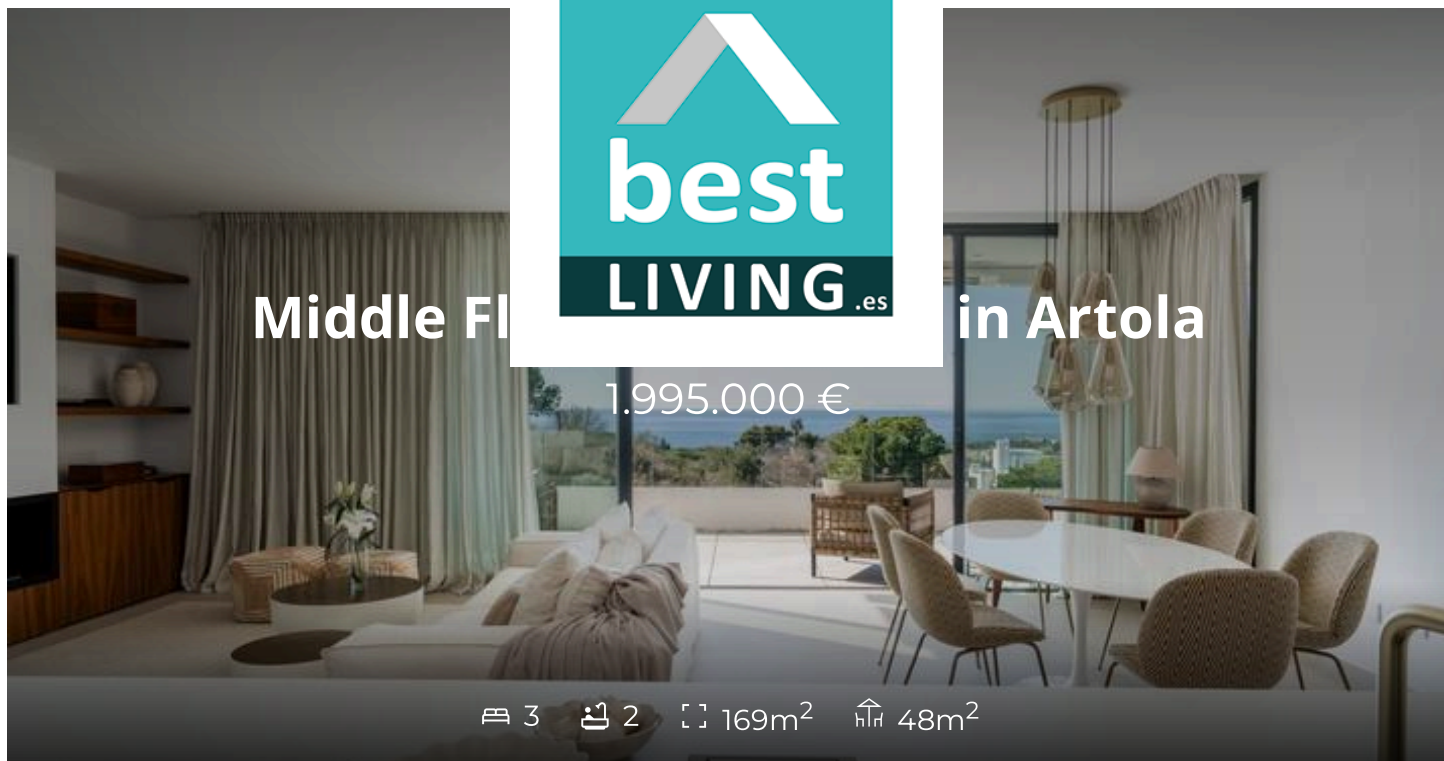 best
LIVING.es
Middle Fl in Artola
1.995.000 €
3 2 169m² 48m²